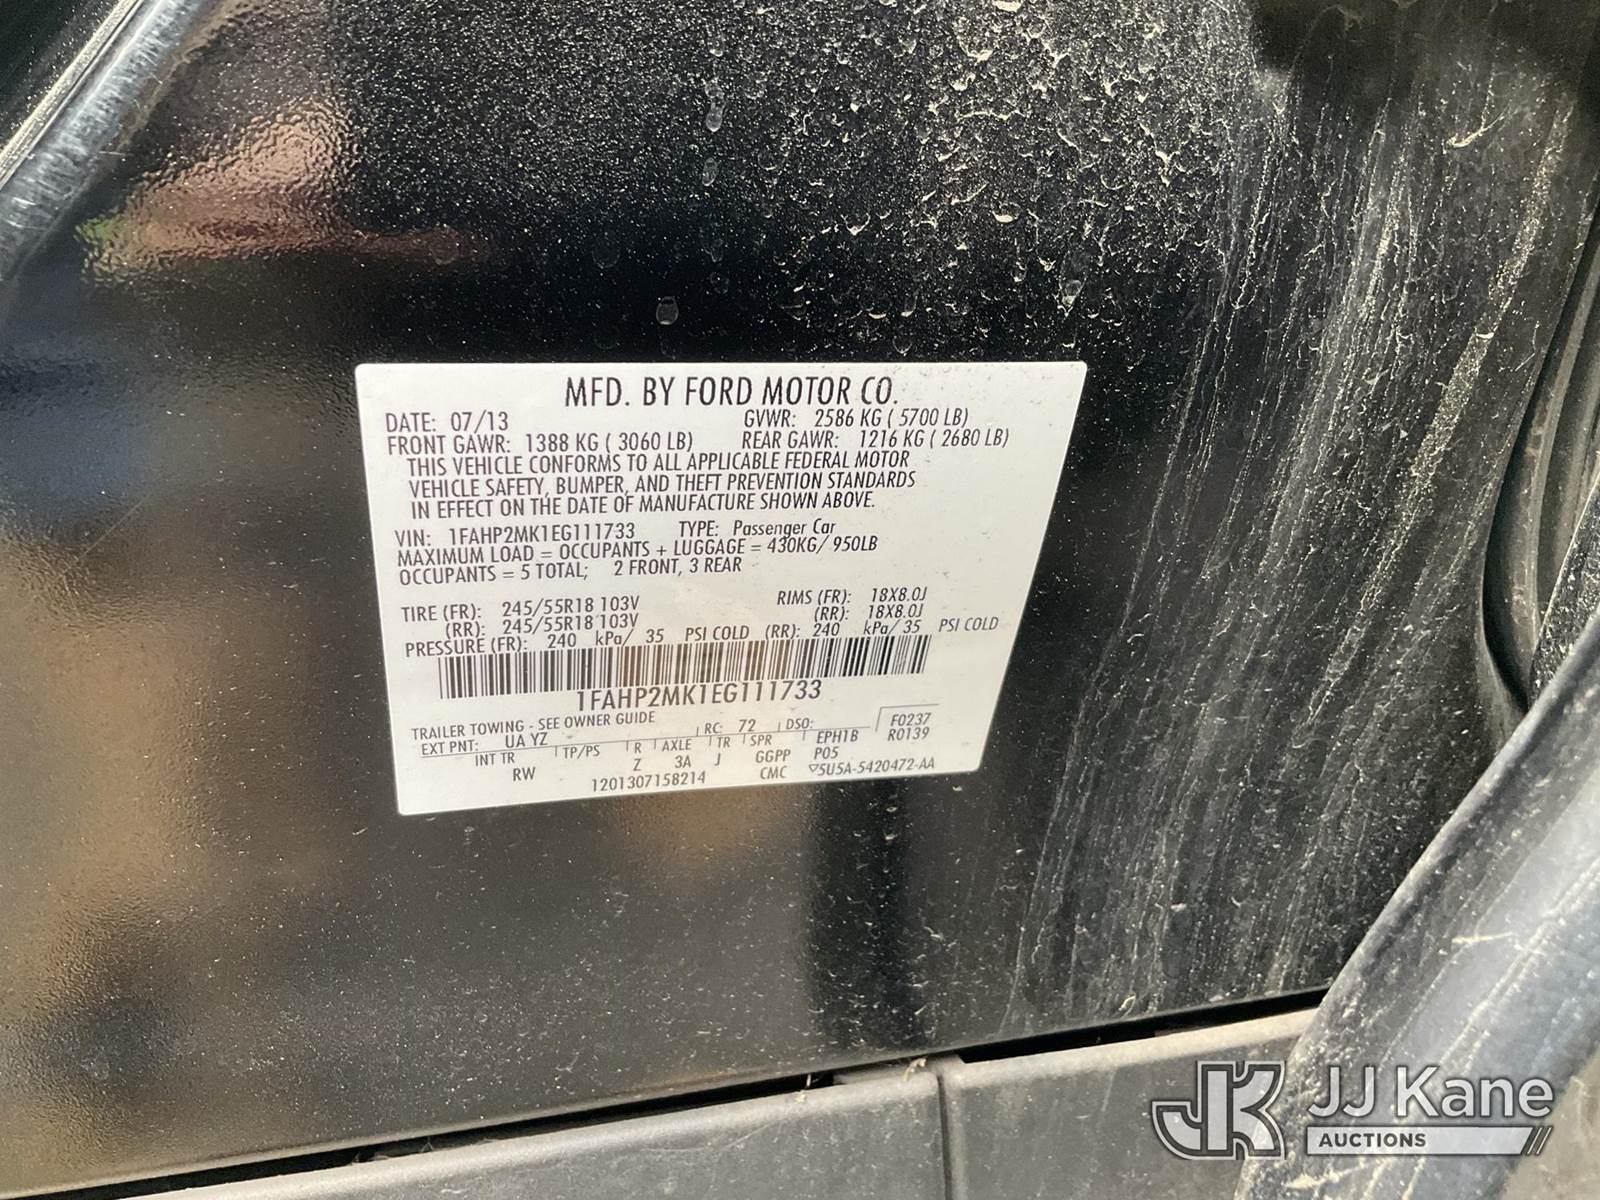 MFD. BY FORD MOTOR CO.
DATE: 07/13 GVWR: 2586 KG ( 5700 LB)
FRONT GAWR: 1388 KG ( 3060 LB) REAR GAWR: 1216 KG ( 2680 LB)
THIS VEHICLE CONFORMS TO ALL APPLICABLE FEDERAL MOTOR
VEHICLE SAFETY, BUMPER, AND THEFT PREVENTION STANDARDS
IN EFFECT ON THE DATE OF MANUFACTURE SHOWN ABOVE.
VIN: 1FAHP2MK1EG111733 TYPE: Passenger Car
MAXIMUM LOAD = OCCUPANTS + LUGGAGE = 430KG/ 950LB
OCCUPANTS = 5 TOTAL; 2 FRONT, 3 REAR
TIRE (FR): 245/55R18 103V RIMS (FR): 18X8.0J
(RR): 245/55R18 103V (RR): 18X8.0J
PRESSURE (FR): 240 kPa/ 35 PSI COLD (RR): 240 kPa/ 35 PSI COLD
1FAHP2MK1EG111733
TRAILER TOWING - SEE OWNER GUIDE RC: 72 DSO: F0237
EXT PNT: UA YZ R0139
INT TR TP/PS R AXLE TR SPR EPH1B
RW Z 3A J GGPP P05
1201307158214 CMC ▽5U5A-5420472-AA
JK JJ Kane
AUCTIONS